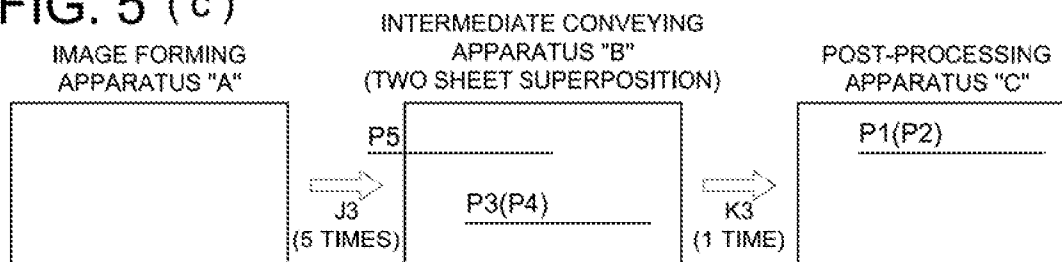 FIG. 5 (c)
IMAGE FORMING
APPARATUS "A"
INTERMEDIATE CONVEYING
APPARATUS "B"
(TWO SHEET SUPERPOSITION)
POST-PROCESSING
APPARATUS "C"
P5
P1(P2)
P3(P4)
J3
(5 TIMES)
K3
(1 TIME)